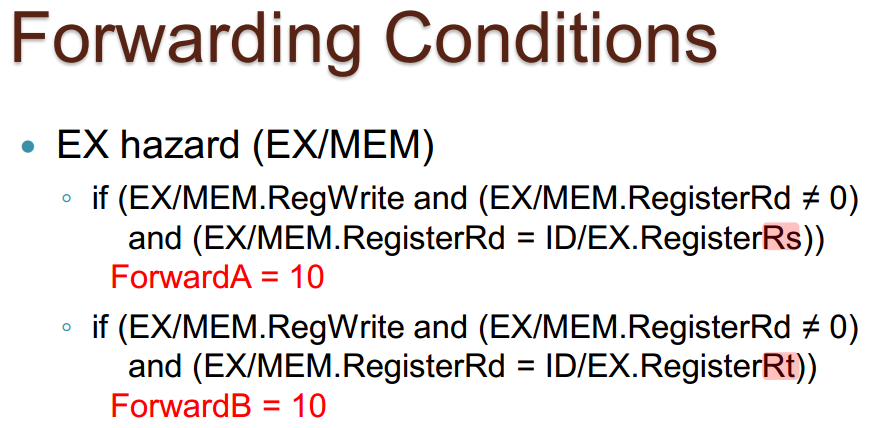 Forwarding Conditions
• EX hazard (EX/MEM)
◦ if (EX/MEM.RegWrite and (EX/MEM.RegisterRd ≠ 0)
and (EX/MEM.RegisterRd = ID/EX.RegisterRs))
ForwardA = 10
◦ if (EX/MEM.RegWrite and (EX/MEM.RegisterRd ≠ 0)
and (EX/MEM.RegisterRd = ID/EX.RegisterRt))
ForwardB = 10